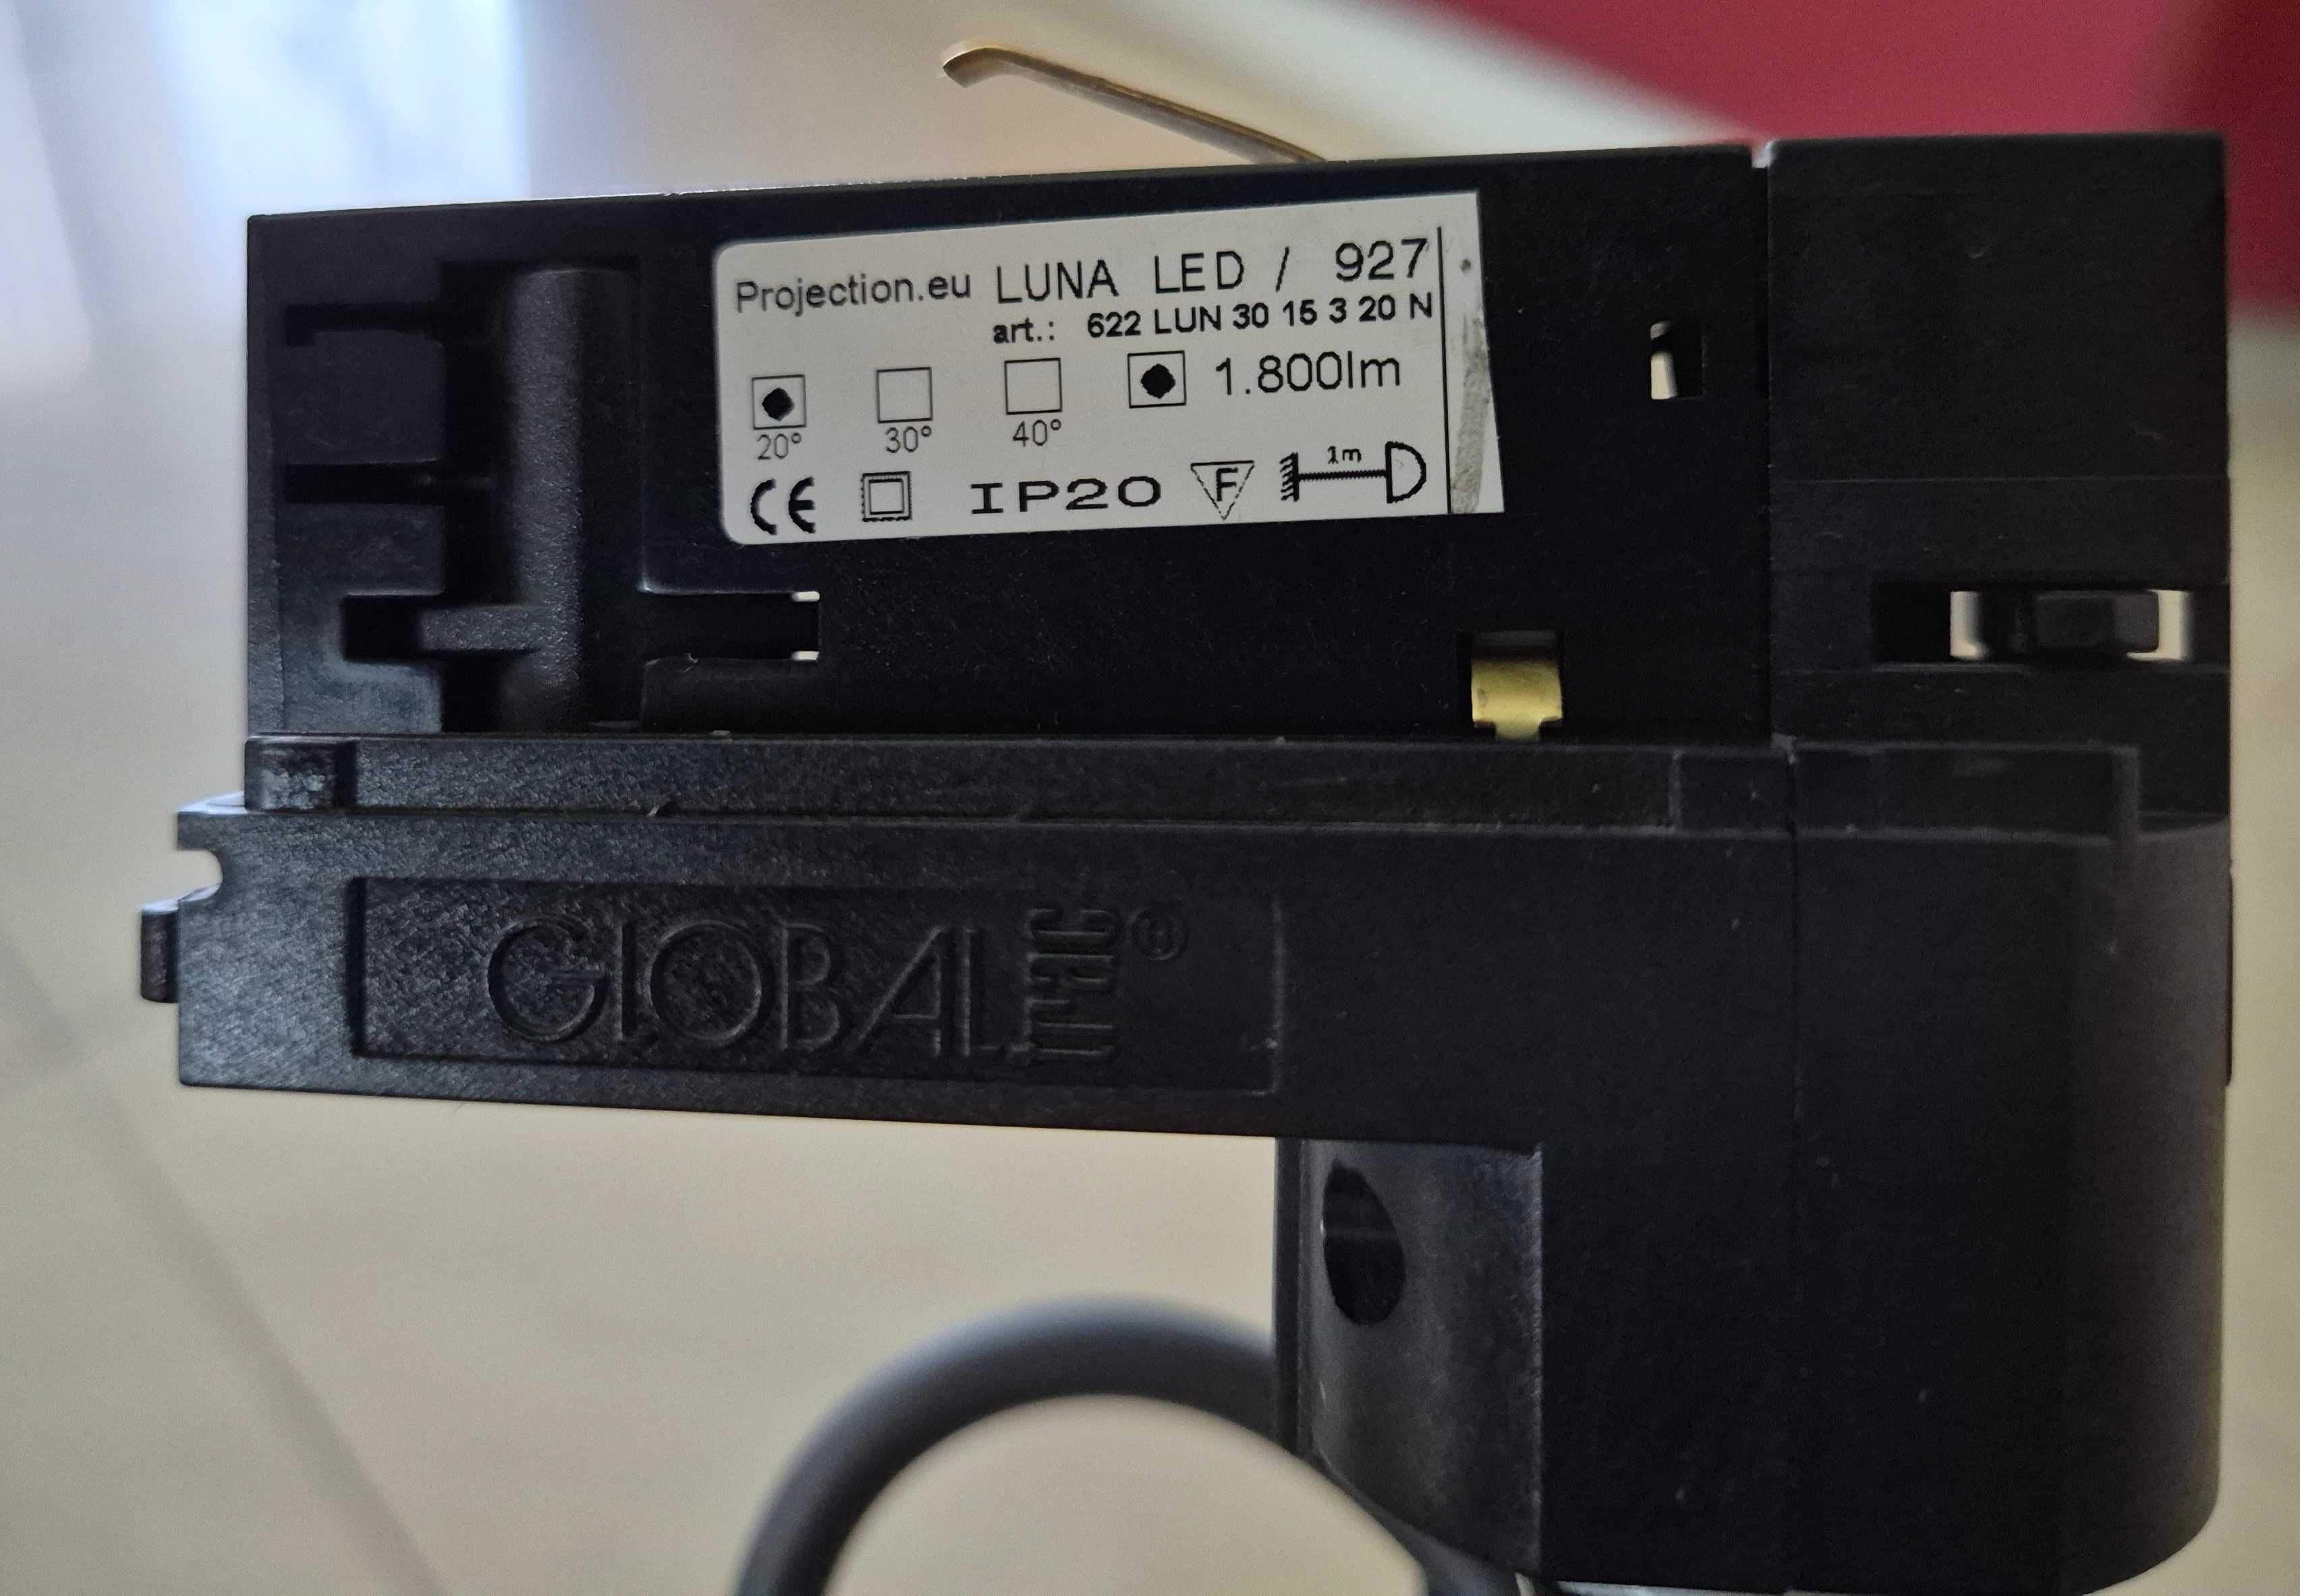 Projection.eu LUNA LED / 927
art.: 622 LUN 30 15 3 20 N
1.800lm
20° 30° 40°
CE IP20 F 1m
GLOBAL trac®